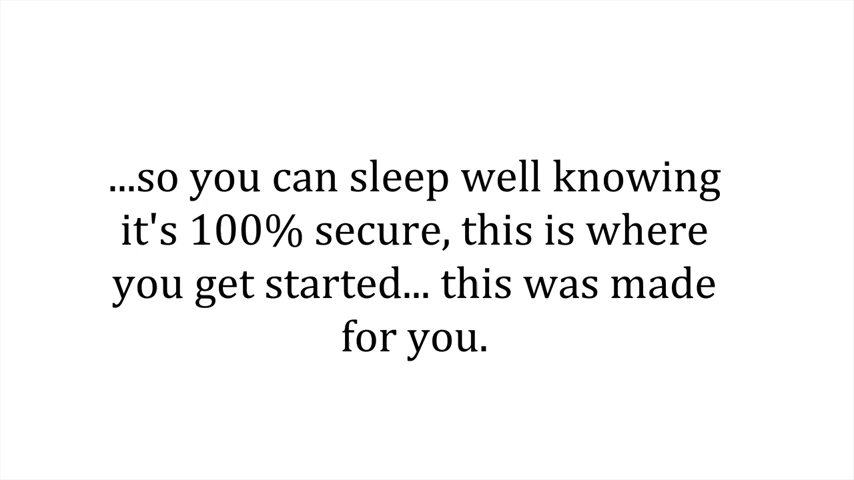 ...so you can sleep well knowing
it's 100% secure, this is where
you get started... this was made
for you.